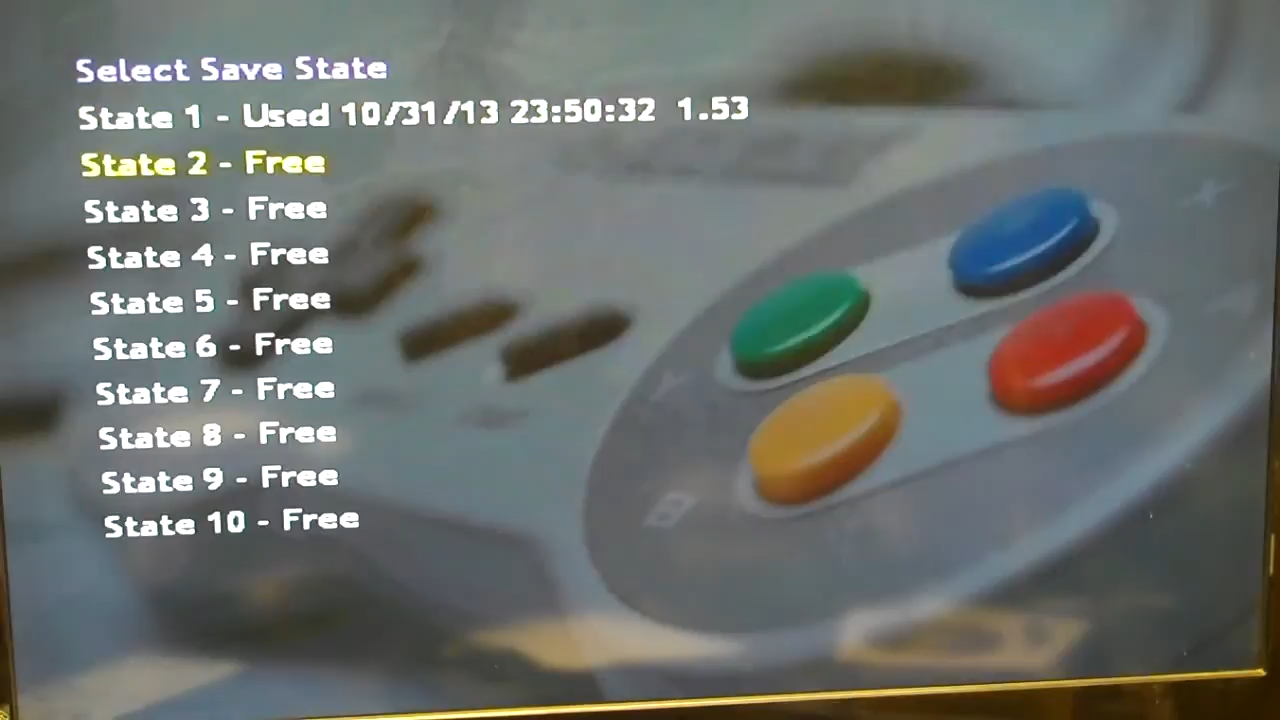 Select Save State
State 1 - Used 10/31/13 23:50:32 1.53
State 2 - Free
State 3 - Free
State 4 - Free
State 5 - Free
State 6 - Free
State 7 - Free
State 8 - Free
State 9 - Free
State 10 - Free